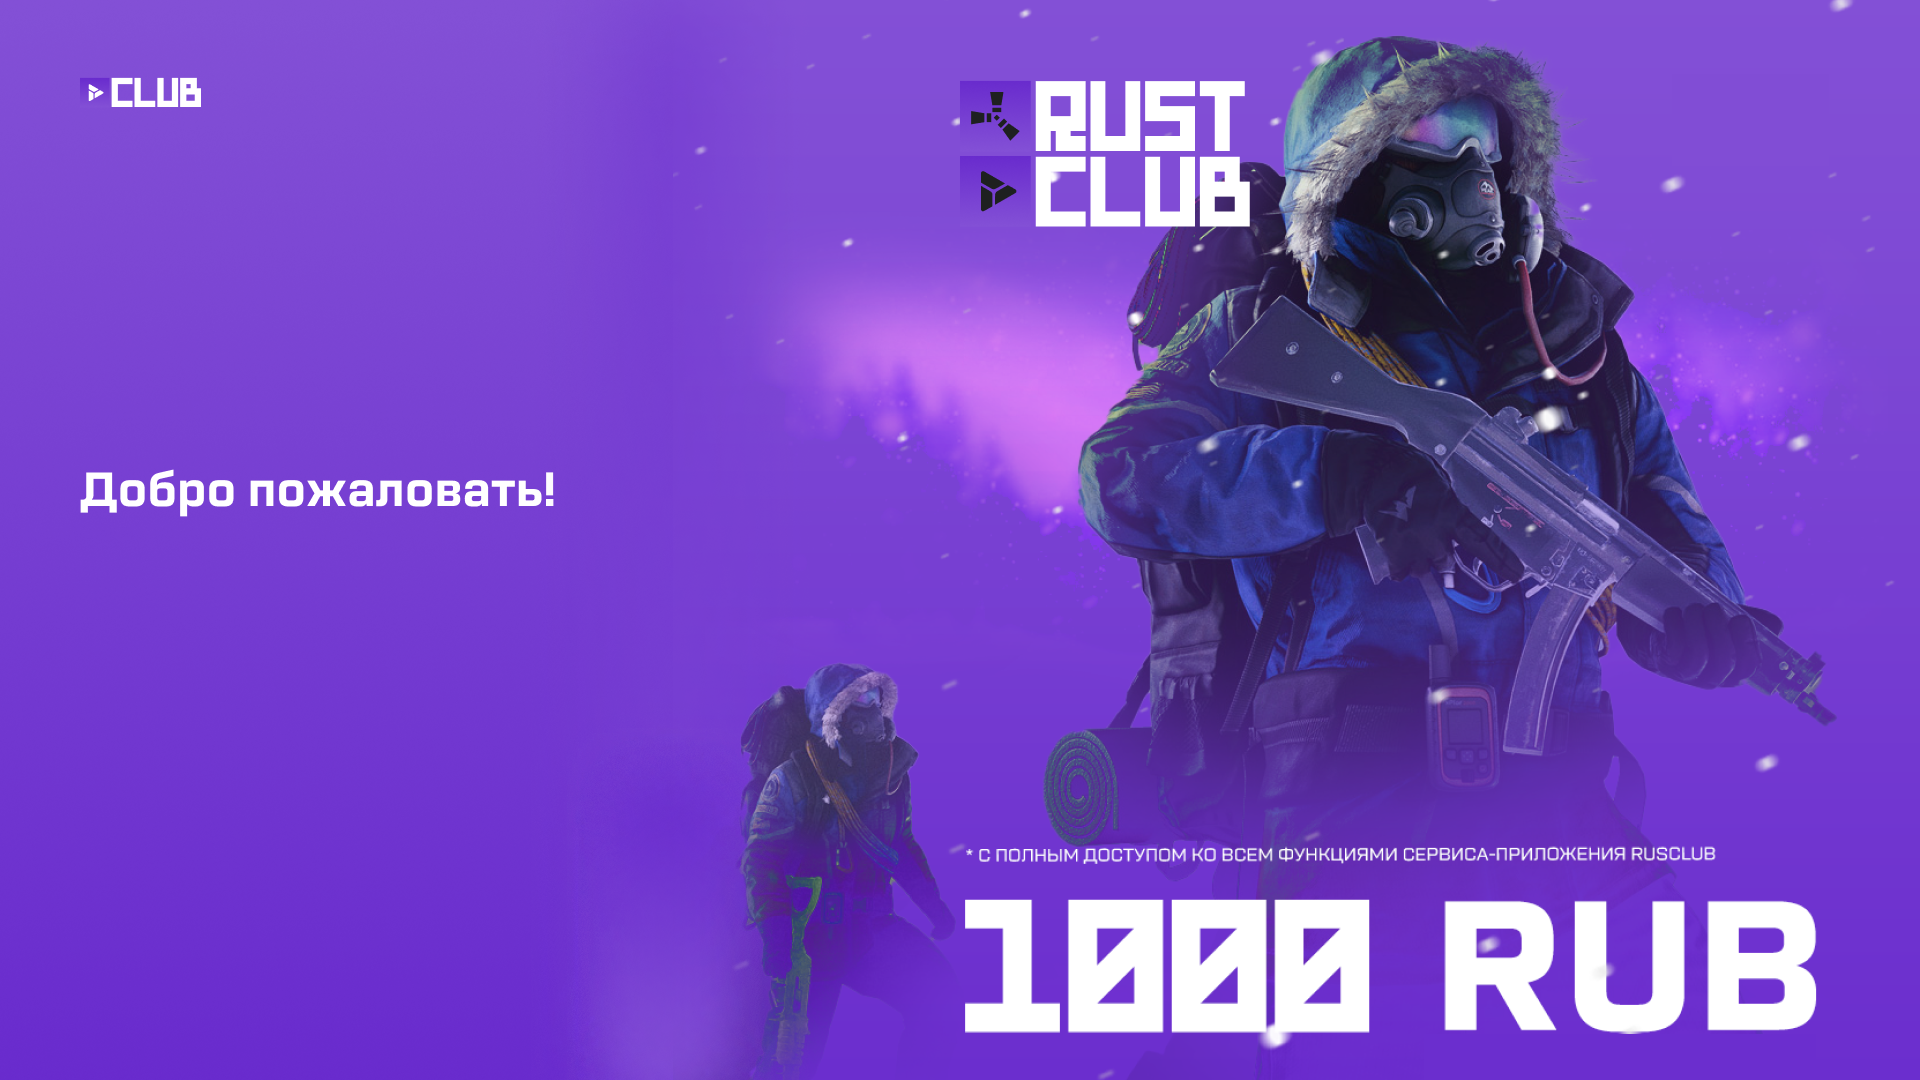 CLUB
RUST
CLUB
Добро пожаловать!
* С ПОЛНЫМ ДОСТУПОМ КО ВСЕМ ФУНКЦИЯМИ СЕРВИСА-ПРИЛОЖЕНИЯ RUSCLUB
1000 RUB